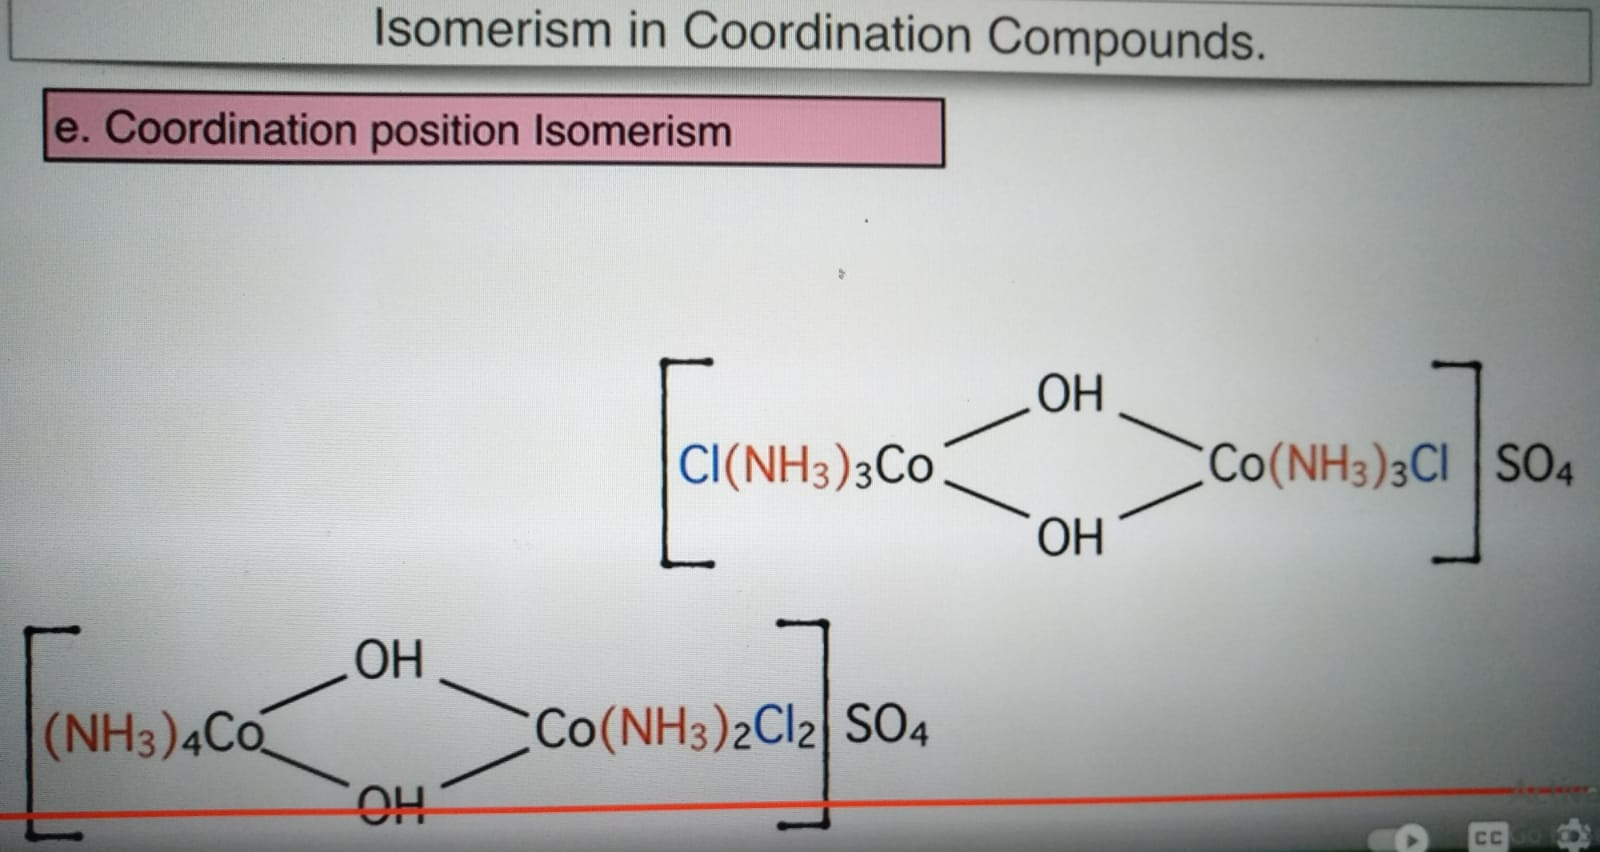 Isomerism in Coordination Compounds.
e. Coordination position Isomerism
OH
Cl(NH3)3Co Co(NH3)3Cl SO4
OH
OH
(NH3)4Co Co(NH3)2Cl2 SO4
OH
CC